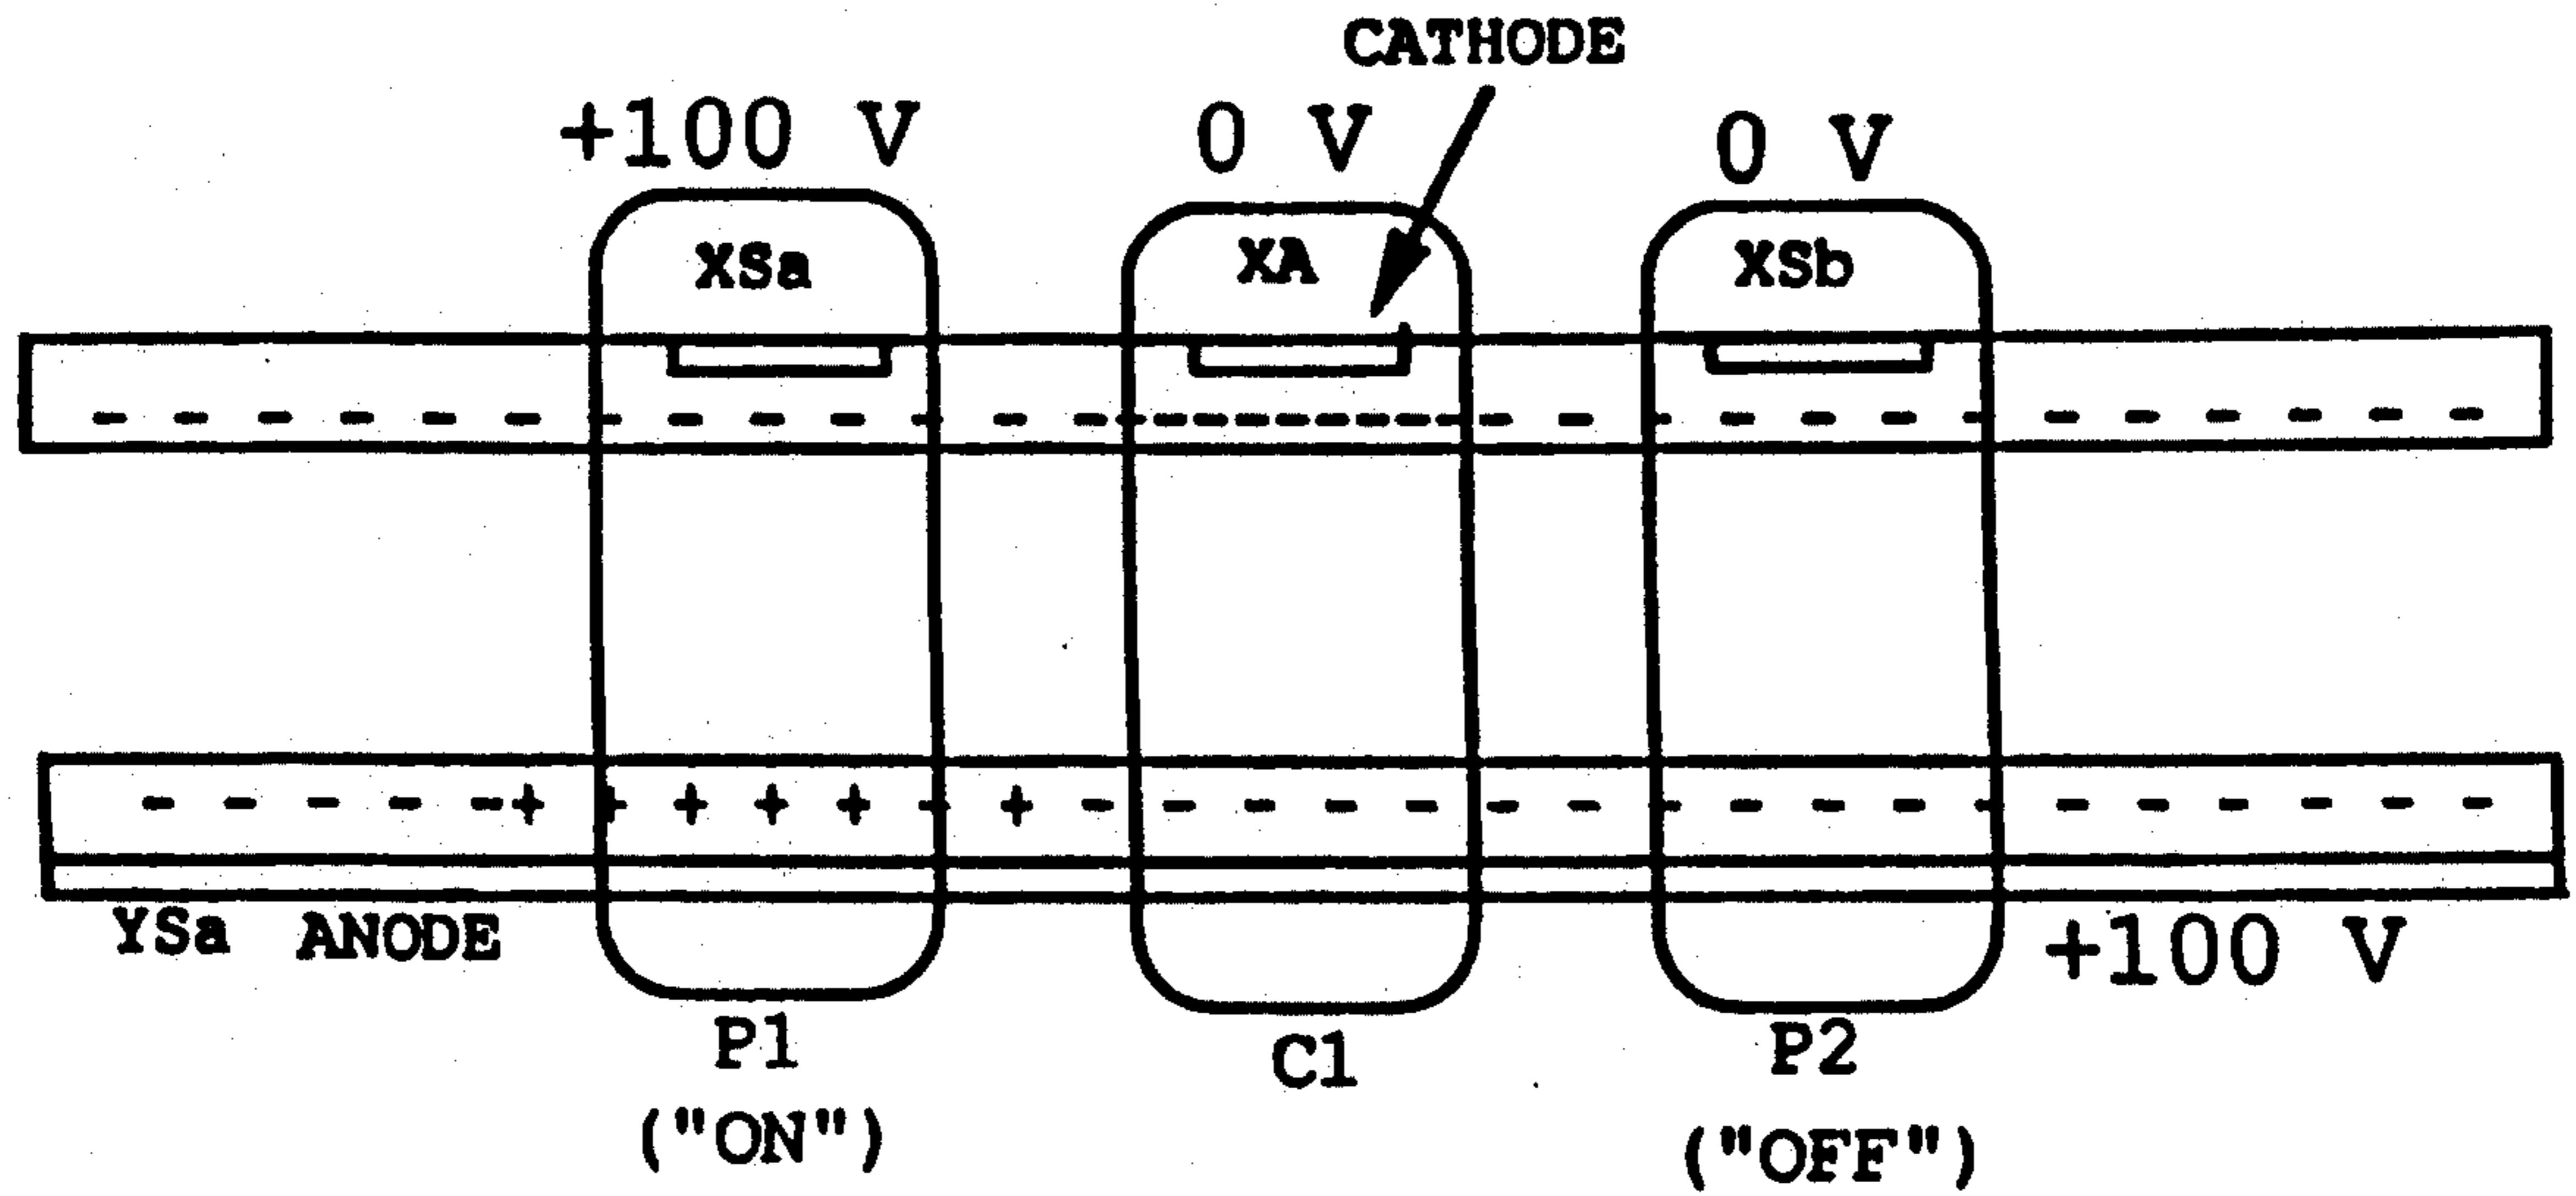 CATHODE
+100 V 0 V 0 V
XSa XA XSb
YSa ANODE
+100 V
P1 C1 P2
("ON") ("OFF")